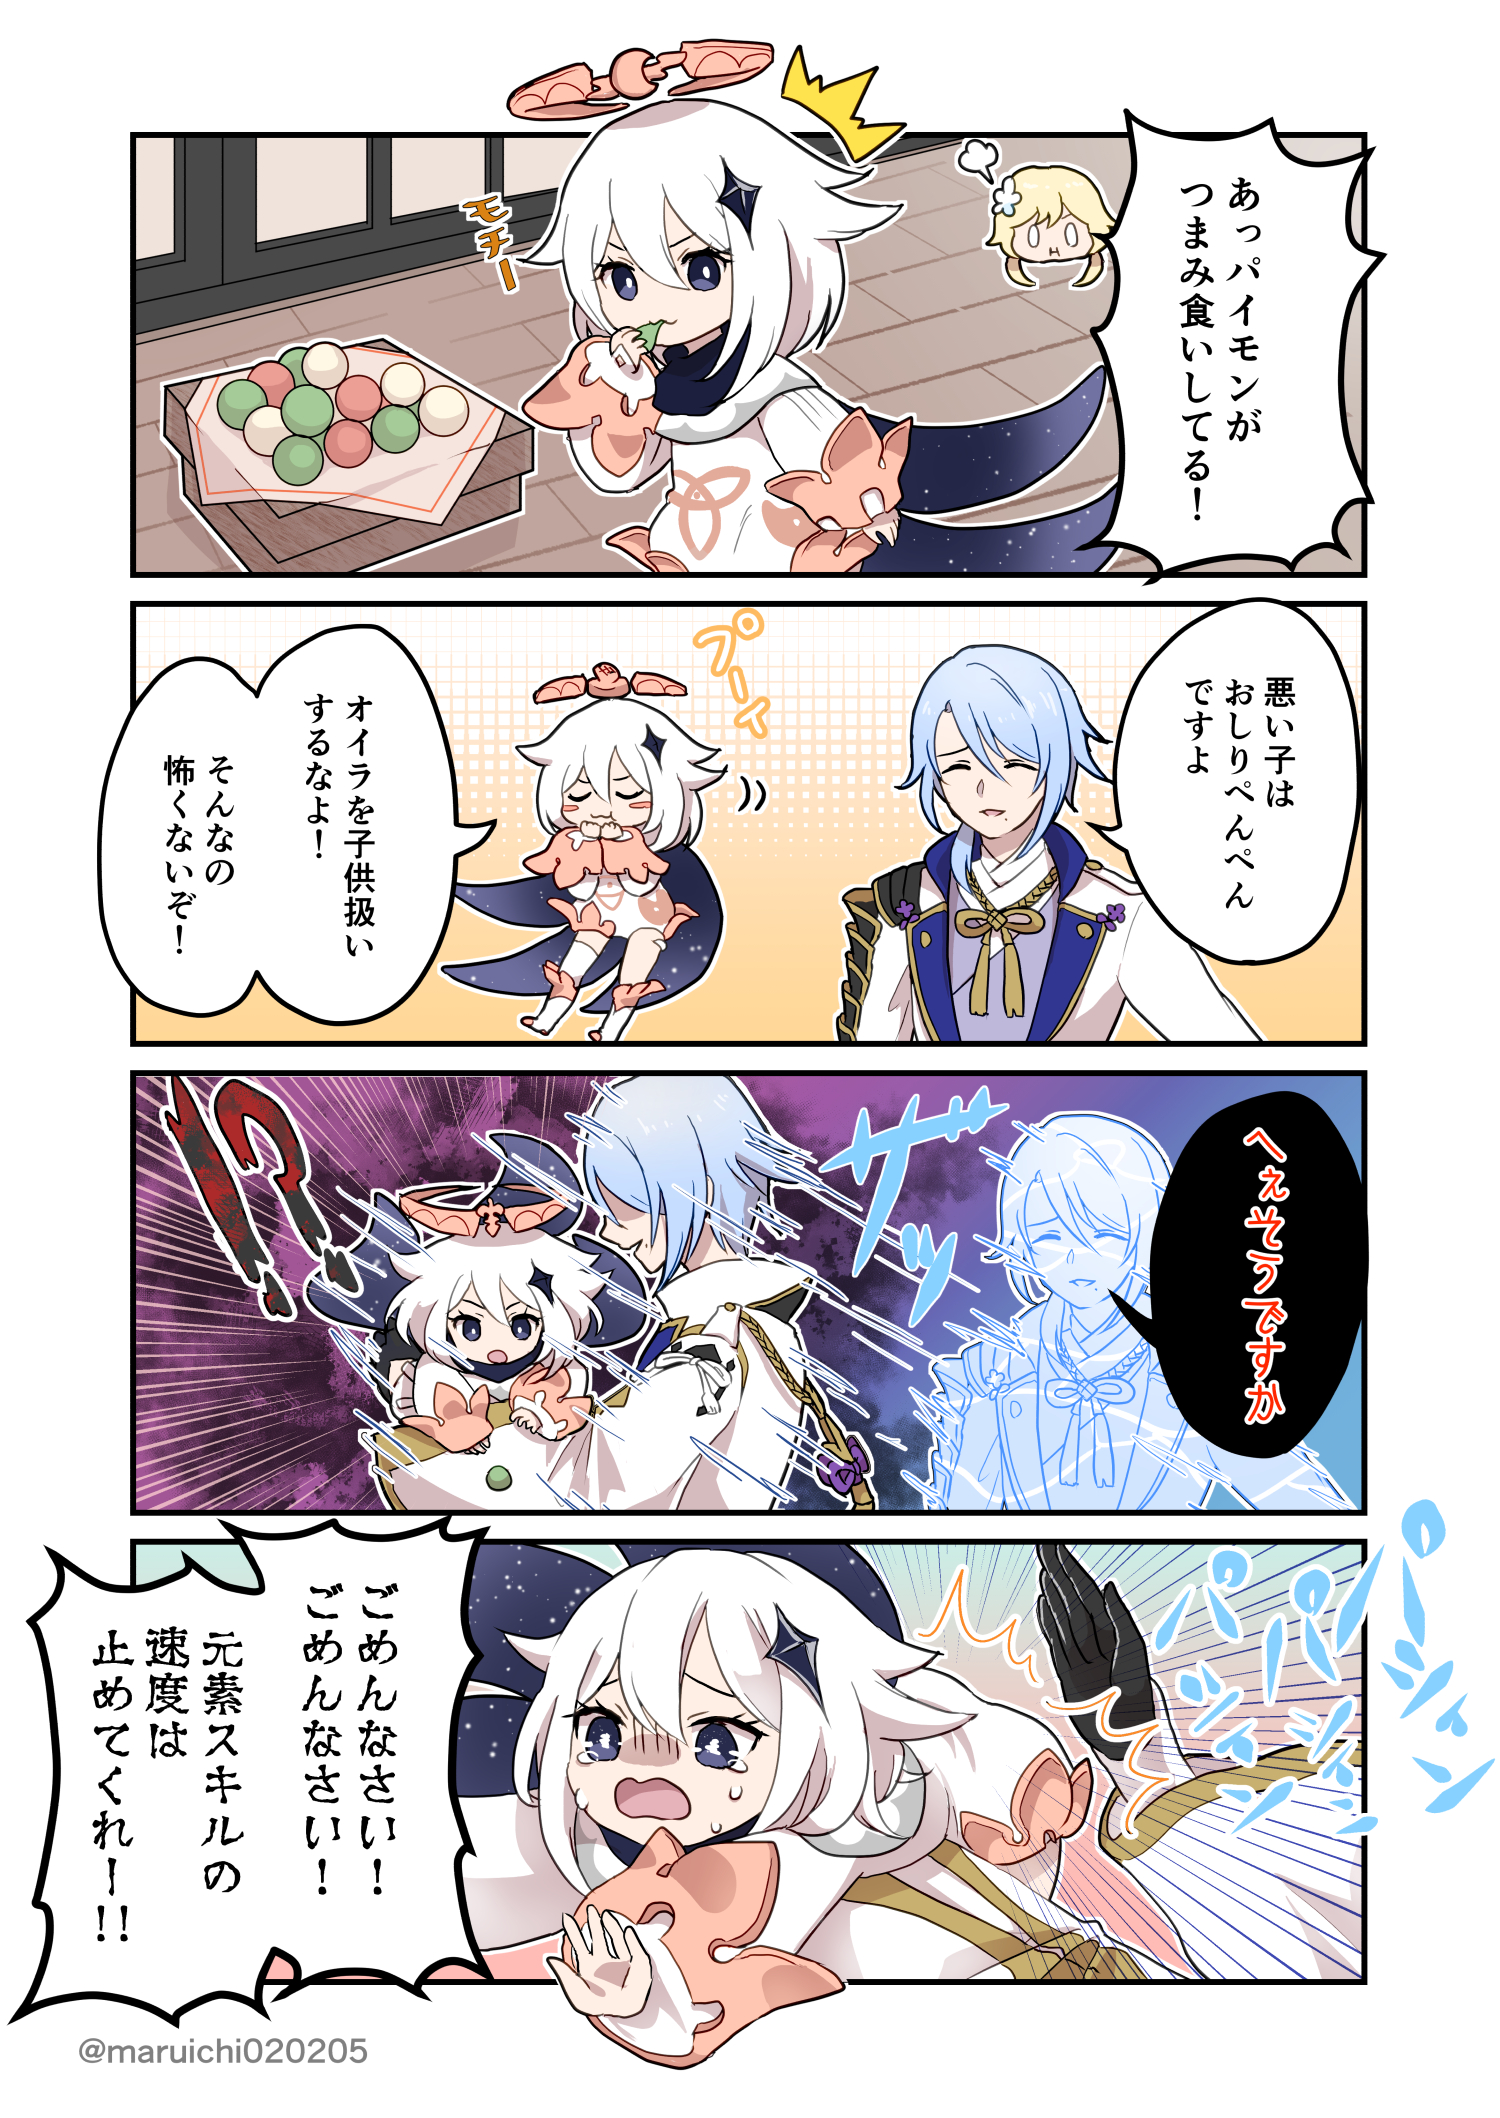 あっパイモンが
つまみ食いしてる！
モチー
悪い子は
おしりぺんぺん
ですよ
プーイ
オイラを子供扱い
するなよ！
そんなの
怖くないぞ！
へぇそうですか
ザッ
!?
パシィン
パシィン
パシィン
ごめんなさい！
ごめんなさい！
元素スキルの
速度は
止めてくれー!!
@maruichi020205